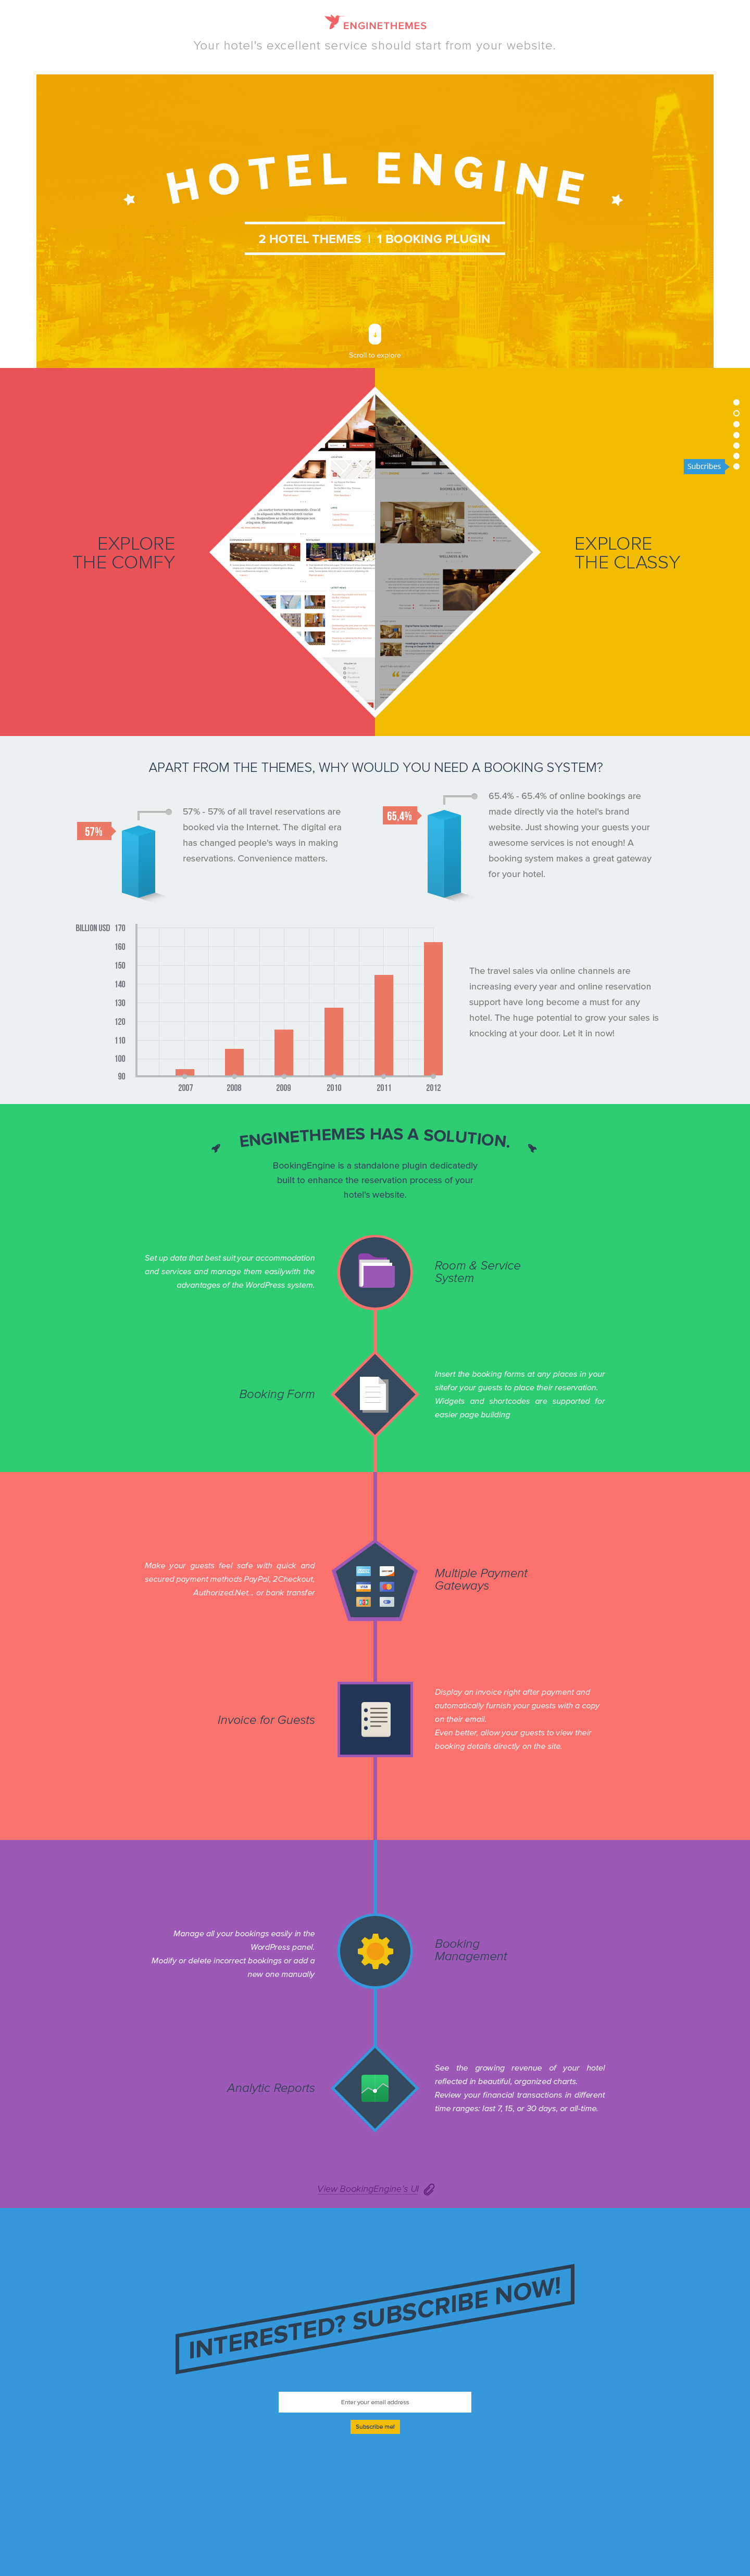 ENGINETHEMES
Your hotel's excellent service should start from your website.
HOTEL ENGINE
2 HOTEL THEMES | 1 BOOKING PLUGIN
Scroll to explore
Subcribes
EXPLORE
THE COMFY
EXPLORE
THE CLASSY
APART FROM THE THEMES, WHY WOULD YOU NEED A BOOKING SYSTEM?
57%
57% - 57% of all travel reservations are
booked via the Internet. The digital era
has changed people's ways in making
reservations. Convenience matters.
65,4%
65.4% - 65.4% of online bookings are
made directly via the hotel's brand
website. Just showing your guests your
awesome services is not enough! A
booking system makes a great gateway
for your hotel.
BILLION USD 170
160
150
140
130
120
110
100
90
2007 2008 2009 2010 2011 2012
The travel sales via online channels are
increasing every year and online reservation
support have long become a must for any
hotel. The huge potential to grow your sales is
knocking at your door. Let it in now!
ENGINETHEMES HAS A SOLUTION.
BookingEngine is a standalone plugin dedicatedly
built to enhance the reservation process of your
hotel's website.
Set up data that best suit your accommodation
and services and manage them easilywith the
advantages of the WordPress system.
Room & Service
System
Booking Form
Insert the booking forms at any places in your
sitefor your guests to place their reservation.
Widgets and shortcodes are supported for
easier page building
Make your guests feel safe with quick and
secured payment methods PayPal, 2Checkout,
Authorized.Net... or bank transfer
Multiple Payment
Gateways
Invoice for Guests
Display an invoice right after payment and
automatically furnish your guests with a copy
on their email.
Even better, allow your guests to view their
booking details directly on the site.
Manage all your bookings easily in the
WordPress panel.
Modify or delete incorrect bookings or add a
new one manually
Booking
Management
Analytic Reports
See the growing revenue of your hotel
reflected in beautiful, organized charts.
Review your financial transactions in different
time ranges: last 7, 15, or 30 days, or all-time.
View BookingEngine's UI
INTERESTED? SUBSCRIBE NOW!
Enter your email address
Subscribe me!